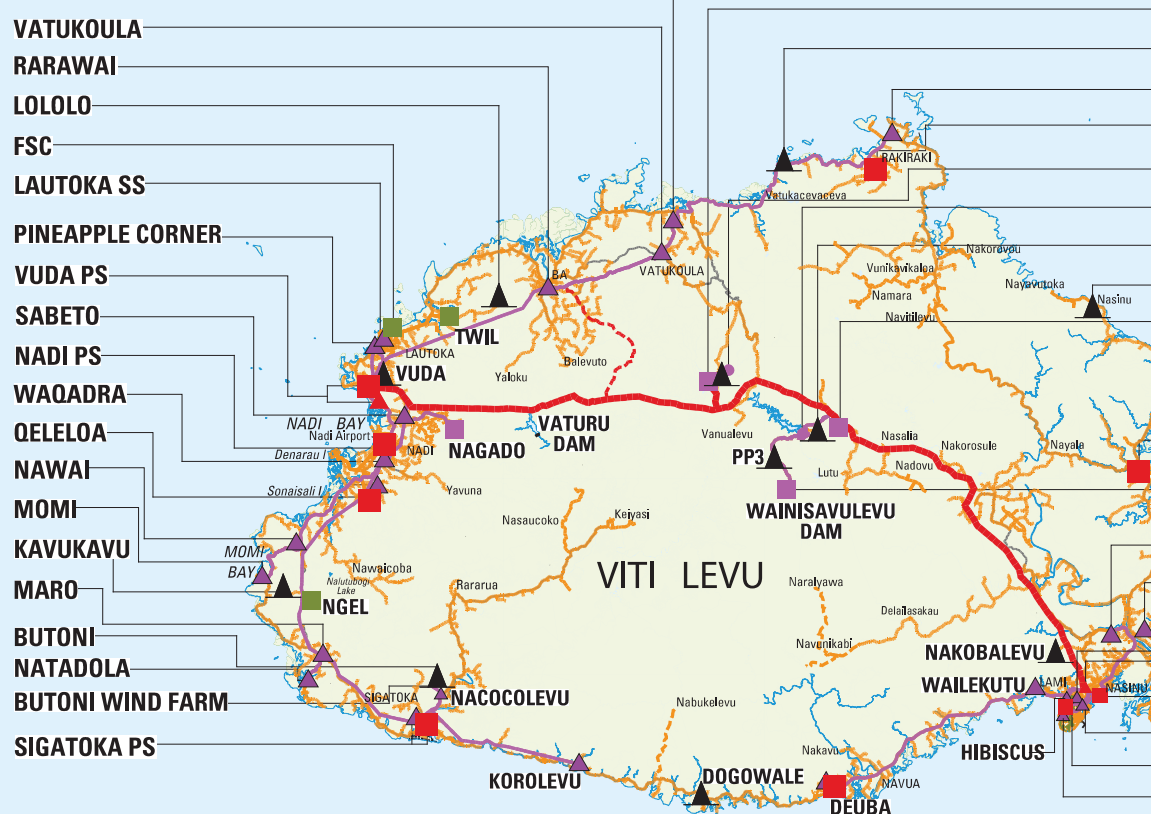 VATUKOULA
RARAWAI
LOLOLO
FSC
LAUTOKA SS
PINEAPPLE CORNER
VUDA PS
SABETO
NADI PS
WAQADRA
QELELOA
NAWAI
MOMI
KAVUKAVU
MARO
BUTONI
NATADOLA
BUTONI WIND FARM
SIGATOKA PS
RAKIRAKI
Vatukacevaceva
Nakorovou
Vunikavikaloa
Nayavutoka
Namara
Nasinu
Navitilevu
VATUKOULA
BA
TWIL
LAUTOKA
VUDA
Yaloku
Balevuto
NADI BAY
Nadi Airport
Denarau I
NADI
NAGADO
VATURU
DAM
Vanualevu
Nasalia
Nakorosule
Nayala
PP3
Lutu
Nadovu
Sonaisali I
Yavuna
WAINISAVULEVU
DAM
Nasaucoko
Keiyasi
MOMI
BAY
Nawaicoba
Nalutubogi
Lake
NGEL
Rararua
VITI LEVU
Naralyawa
Delailasakau
Navunikabi
NAKOBALEVU
WAILEKUTU
LAMI
NASINU
SIGATOKA
NACOCOLEVU
Nabukelevu
HIBISCUS
Nakavu
KOROLEVU
DOGOWALE
NAVUA
DEUBA